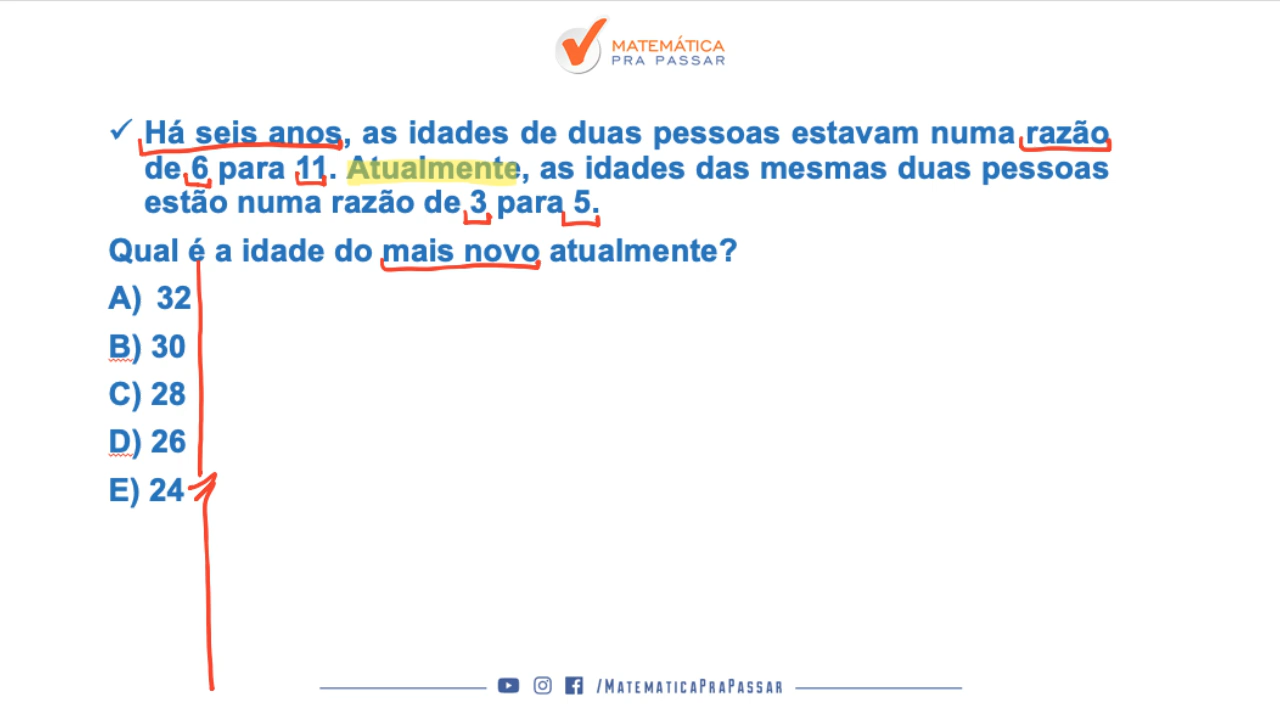 MATEMÁTICA
PRA PASSAR
✓ Há seis anos, as idades de duas pessoas estavam numa razão
de 6 para 11. Atualmente, as idades das mesmas duas pessoas
estão numa razão de 3 para 5.
Qual é a idade do mais novo atualmente?
A) 32
B) 30
C) 28
D) 26
E) 24
/MATEMATICAPRAPASSAR